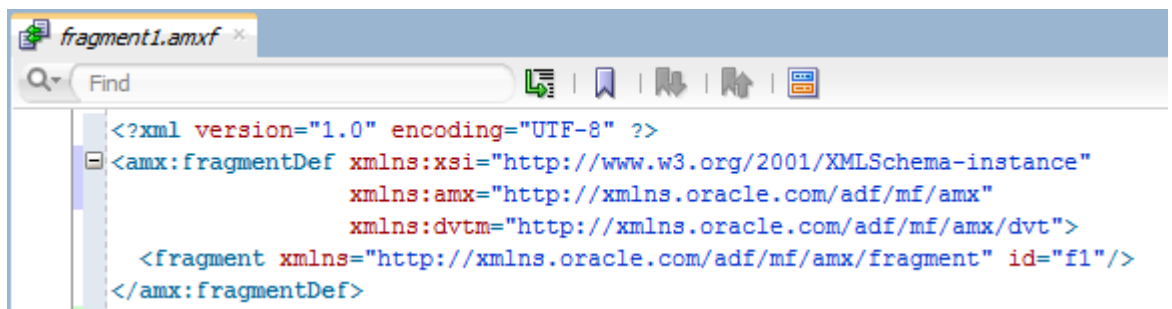 fragment1.amxf
Find
<?xml version="1.0" encoding="UTF-8" ?>
<amx:fragmentDef xmlns:xsi="http://www.w3.org/2001/XMLSchema-instance"
xmlns:amx="http://xmlns.oracle.com/adf/mf/amx"
xmlns:dvtm="http://xmlns.oracle.com/adf/mf/amx/dvt">
<fragment xmlns="http://xmlns.oracle.com/adf/mf/amx/fragment" id="f1"/>
</amx:fragmentDef>